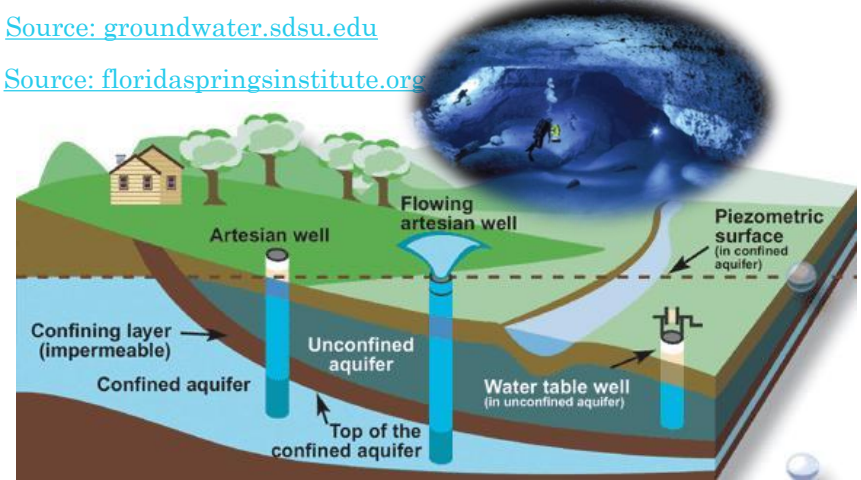 Source: groundwater.sdsu.edu
Source: floridaspringsinstitute.org
Flowing
artesian well
Artesian well
Piezometric
surface
(in confined
aquifer)
Confining layer
(impermeable)
Unconfined
aquifer
Confined aquifer
Water table well
(in unconfined aquifer)
Top of the
confined aquifer